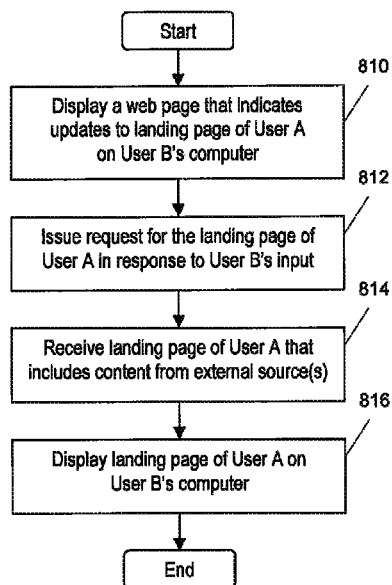 Start
810
Display a web page that indicates
updates to landing page of User A
on User B's computer
812
Issue request for the landing page of
User A in response to User B's input
814
Receive landing page of User A that
includes content from external source(s)
816
Display landing page of User A on
User B's computer
End